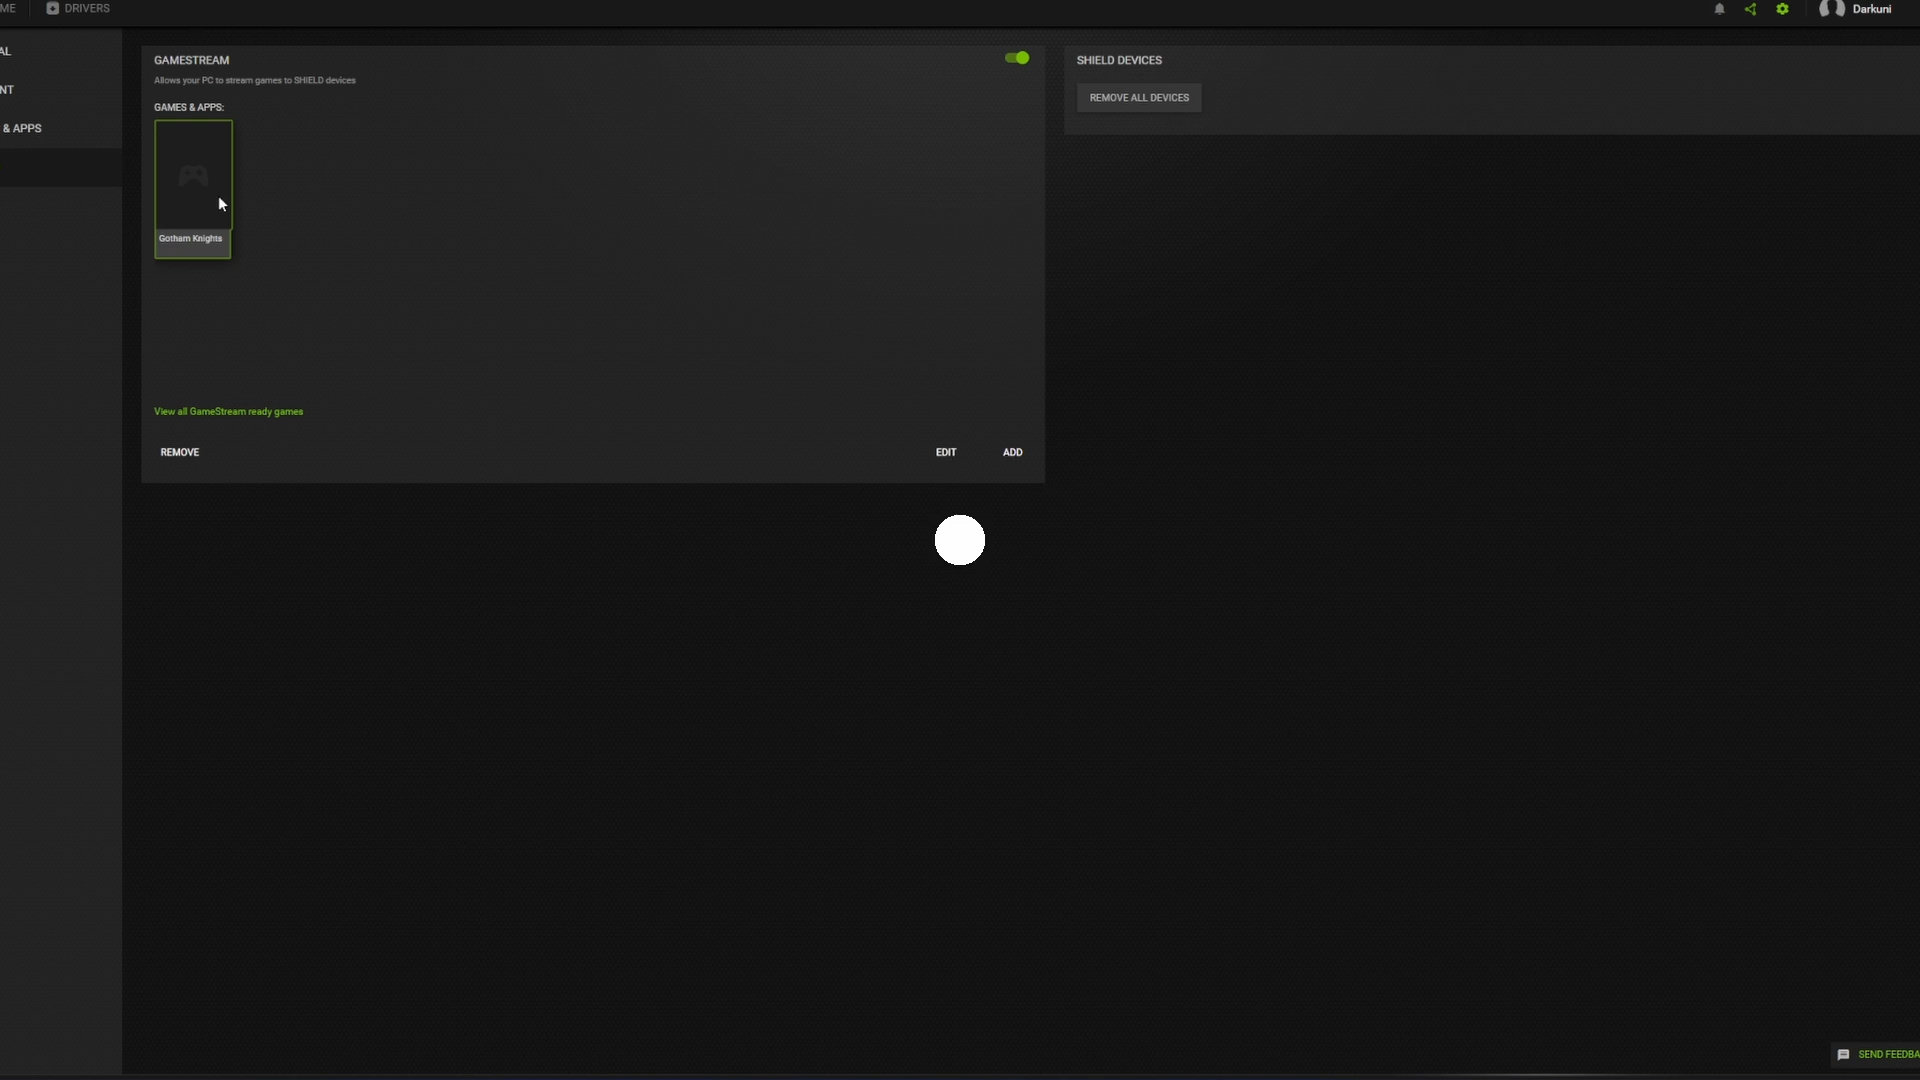 ME DRIVERS Darkuni
AL
NT
& APPS
GAMESTREAM
Allows your PC to stream games to SHIELD devices
GAMES & APPS:
Gotham Knights
View all GameStream ready games
REMOVE EDIT ADD
SHIELD DEVICES
REMOVE ALL DEVICES
SEND FEEDBA